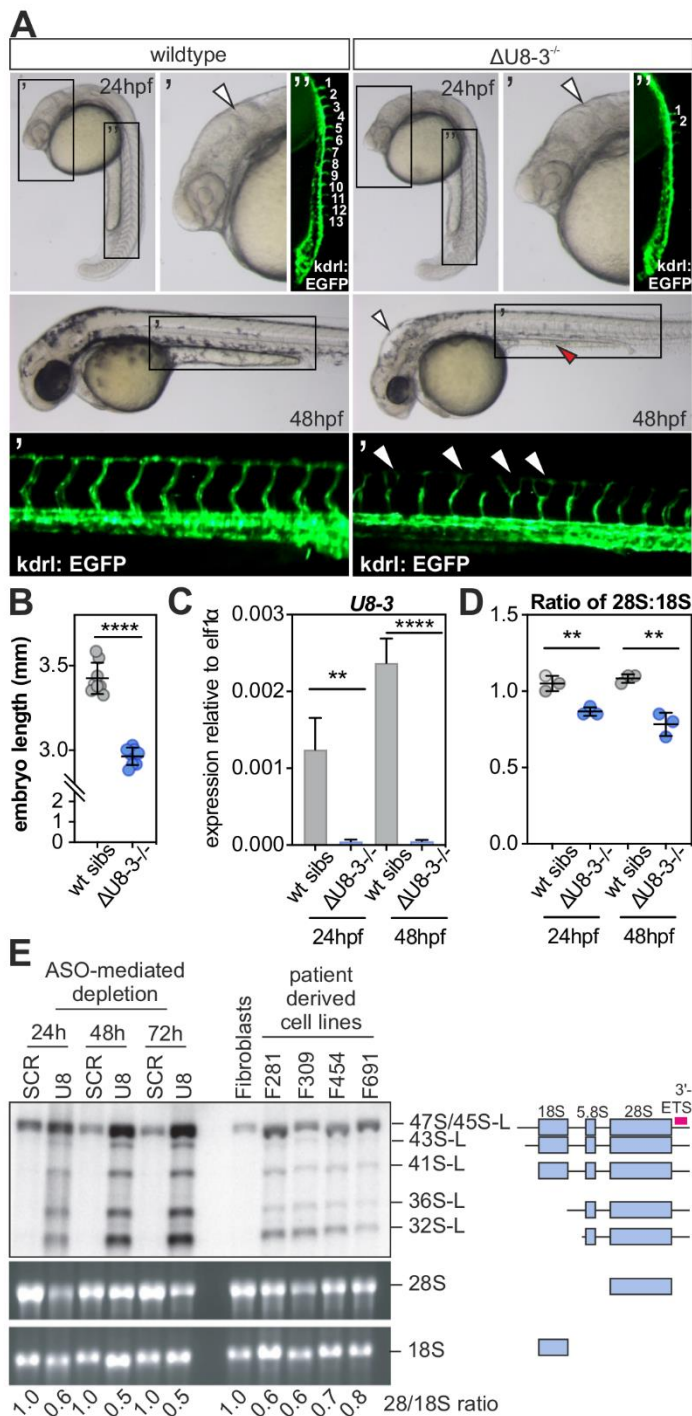 A
wildtype
ΔU8-3-/-
’
24hpf
’’
’
’’
1
2
3
4
5
6
7
8
9
10
11
12
13
kdrl:
EGFP
’
24hpf
’’
’
’’
1
2
kdrl:
EGFP
’
48hpf
’
48hpf
’
kdrl: EGFP
’
kdrl: EGFP
B
****
embryo length (mm)
3.5
3.0
2
1
0
wt sibs
ΔU8-3-/-
C
U8-3
expression relative to elf1α
0.003
0.002
0.001
0.000
**
****
wt sibs
ΔU8-3-/-
wt sibs
ΔU8-3-/-
24hpf
48hpf
D
Ratio of 28S:18S
1.5
1.0
0.5
0.0
**
**
wt sibs
ΔU8-3-/-
wt sibs
ΔU8-3-/-
24hpf
48hpf
E
ASO-mediated
depletion
24h 48h 72h
SCR U8 SCR U8 SCR U8
patient
derived
cell lines
Fibroblasts F281 F309 F454 F691
47S/45S-L
43S-L
41S-L
36S-L
32S-L
28S
18S
1.0 0.6 1.0 0.5 1.0 0.5 1.0 0.6 0.6 0.7 0.8 28/18S ratio
18S 5.8S 28S 3'-
ETS